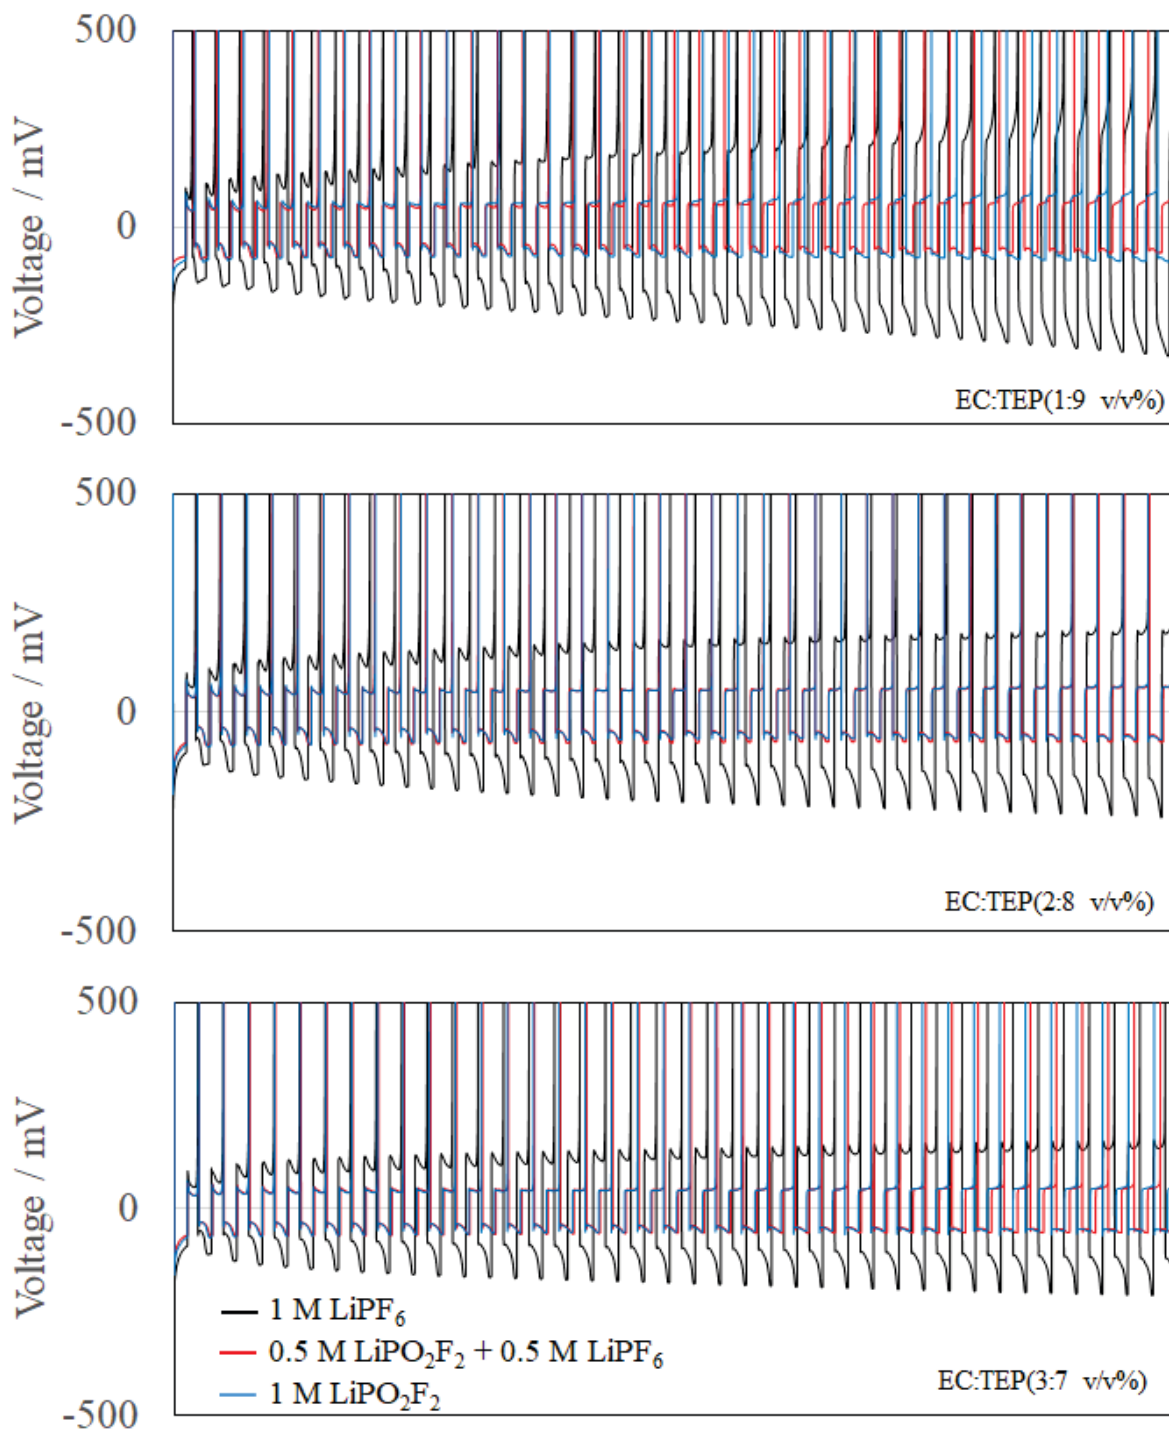 500
Voltage / mV
0
-500
EC:TEP(1:9 v/v%)
500
Voltage / mV
0
-500
EC:TEP(2:8 v/v%)
500
Voltage / mV
0
-500
1 M LiPF₆
0.5 M LiPO₂F₂ + 0.5 M LiPF₆
1 M LiPO₂F₂
EC:TEP(3:7 v/v%)